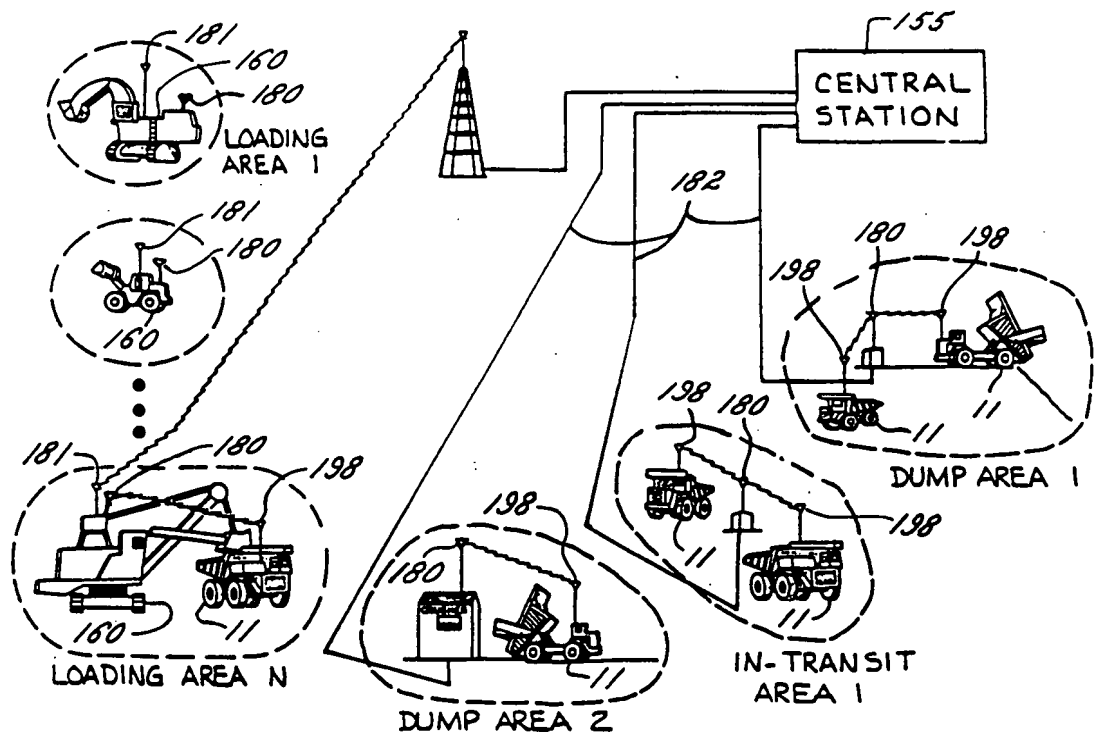 155
CENTRAL
STATION
181
160
180
LOADING
AREA 1
181
180
160
182
180
198
198
11
11
DUMP AREA 1
198
180
198
11
11
IN-TRANSIT
AREA 1
181
180
198
160
11
LOADING AREA N
198
180
11
DUMP AREA 2